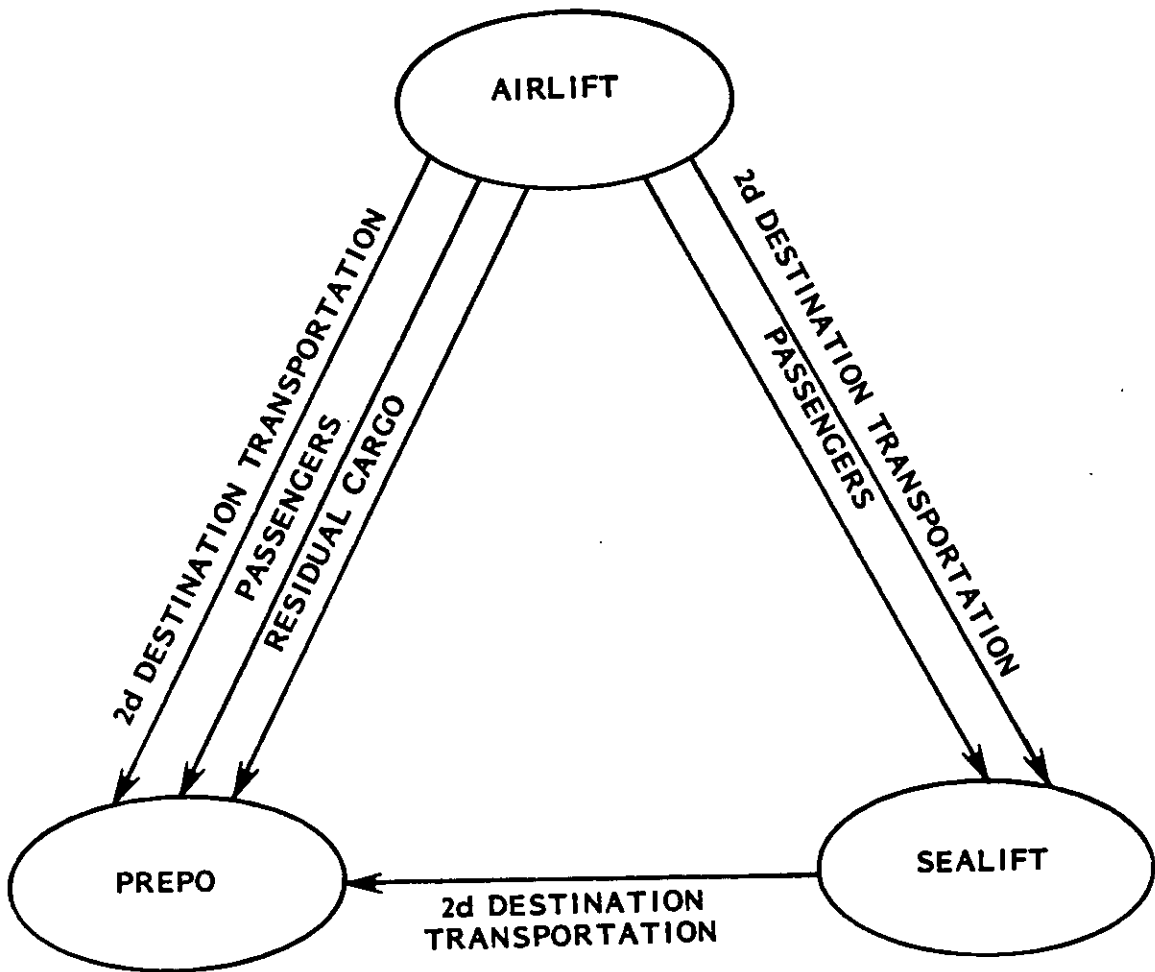 AIRLIFT
2d DESTINATION TRANSPORTATION
PASSENGERS
RESIDUAL CARGO
PASSENGERS
2d DESTINATION TRANSPORTATION
PREPO
SEALIFT
2d DESTINATION
TRANSPORTATION